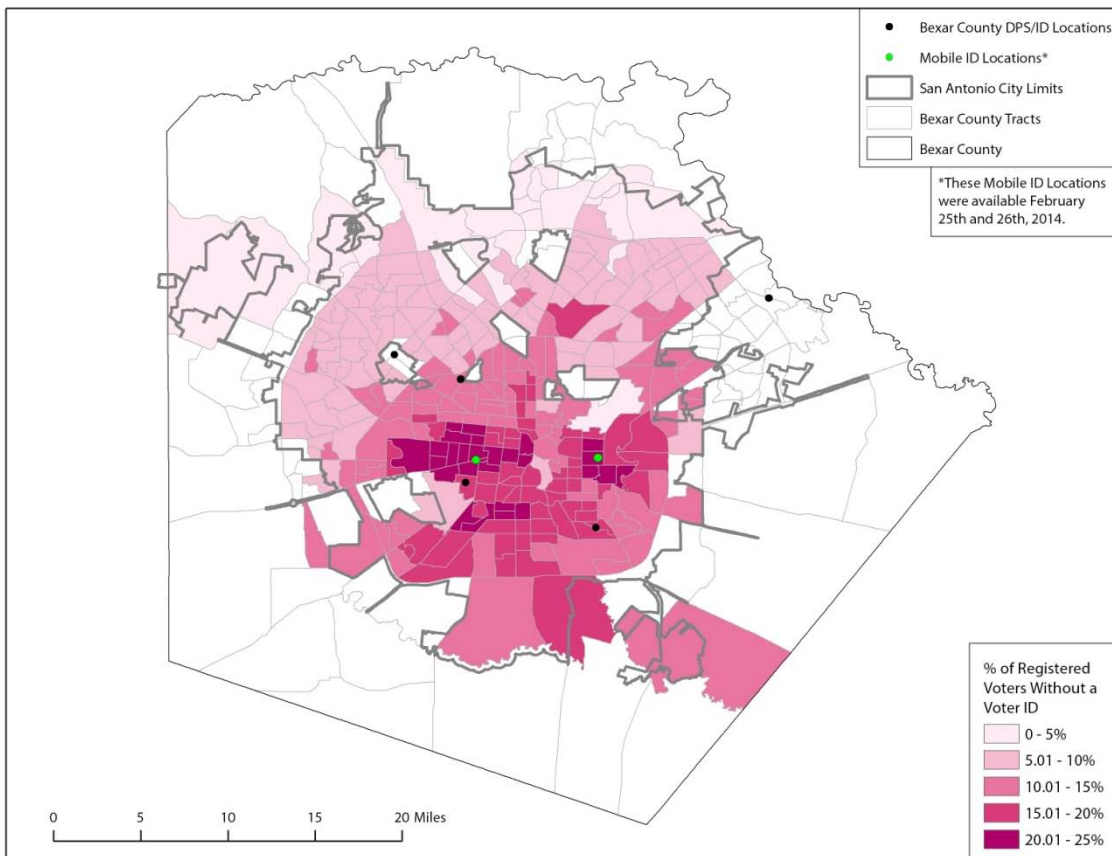 Bexar County DPS/ID Locations
Mobile ID Locations*
San Antonio City Limits
Bexar County Tracts
Bexar County
*These Mobile ID Locations
were available February
25th and 26th, 2014.
% of Registered
Voters Without a
Voter ID
0 - 5%
5.01 - 10%
10.01 - 15%
15.01 - 20%
20.01 - 25%
0 5 10 15 20 Miles